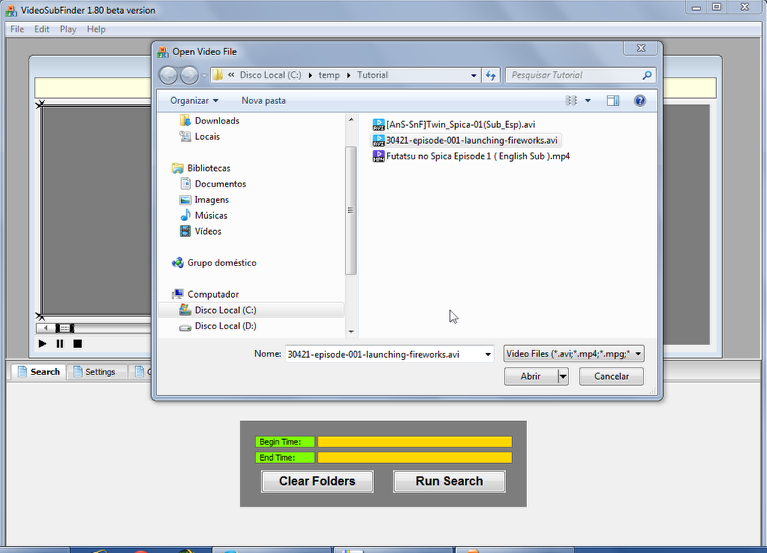 VideoSubFinder 1.80 beta version
File Edit Play Help
Open Video File
« Disco Local (C:) ▸ temp ▸ Tutorial
Pesquisar Tutorial
Organizar Nova pasta
Downloads
Locais
Bibliotecas
Documentos
Imagens
Músicas
Vídeos
Grupo doméstico
Computador
Disco Local (C:)
Disco Local (D:)
[AnS-SnF]Twin_Spica-01(Sub_Esp).avi
30421-episode-001-launching-fireworks.avi
Futatsu no Spica Episode 1 ( English Sub ).mp4
Nome: 30421-episode-001-launching-fireworks.avi
Video Files (*.avi;*.mp4;*.mpg;*
Abrir Cancelar
Search Settings
Begin Time:
End Time:
Clear Folders Run Search